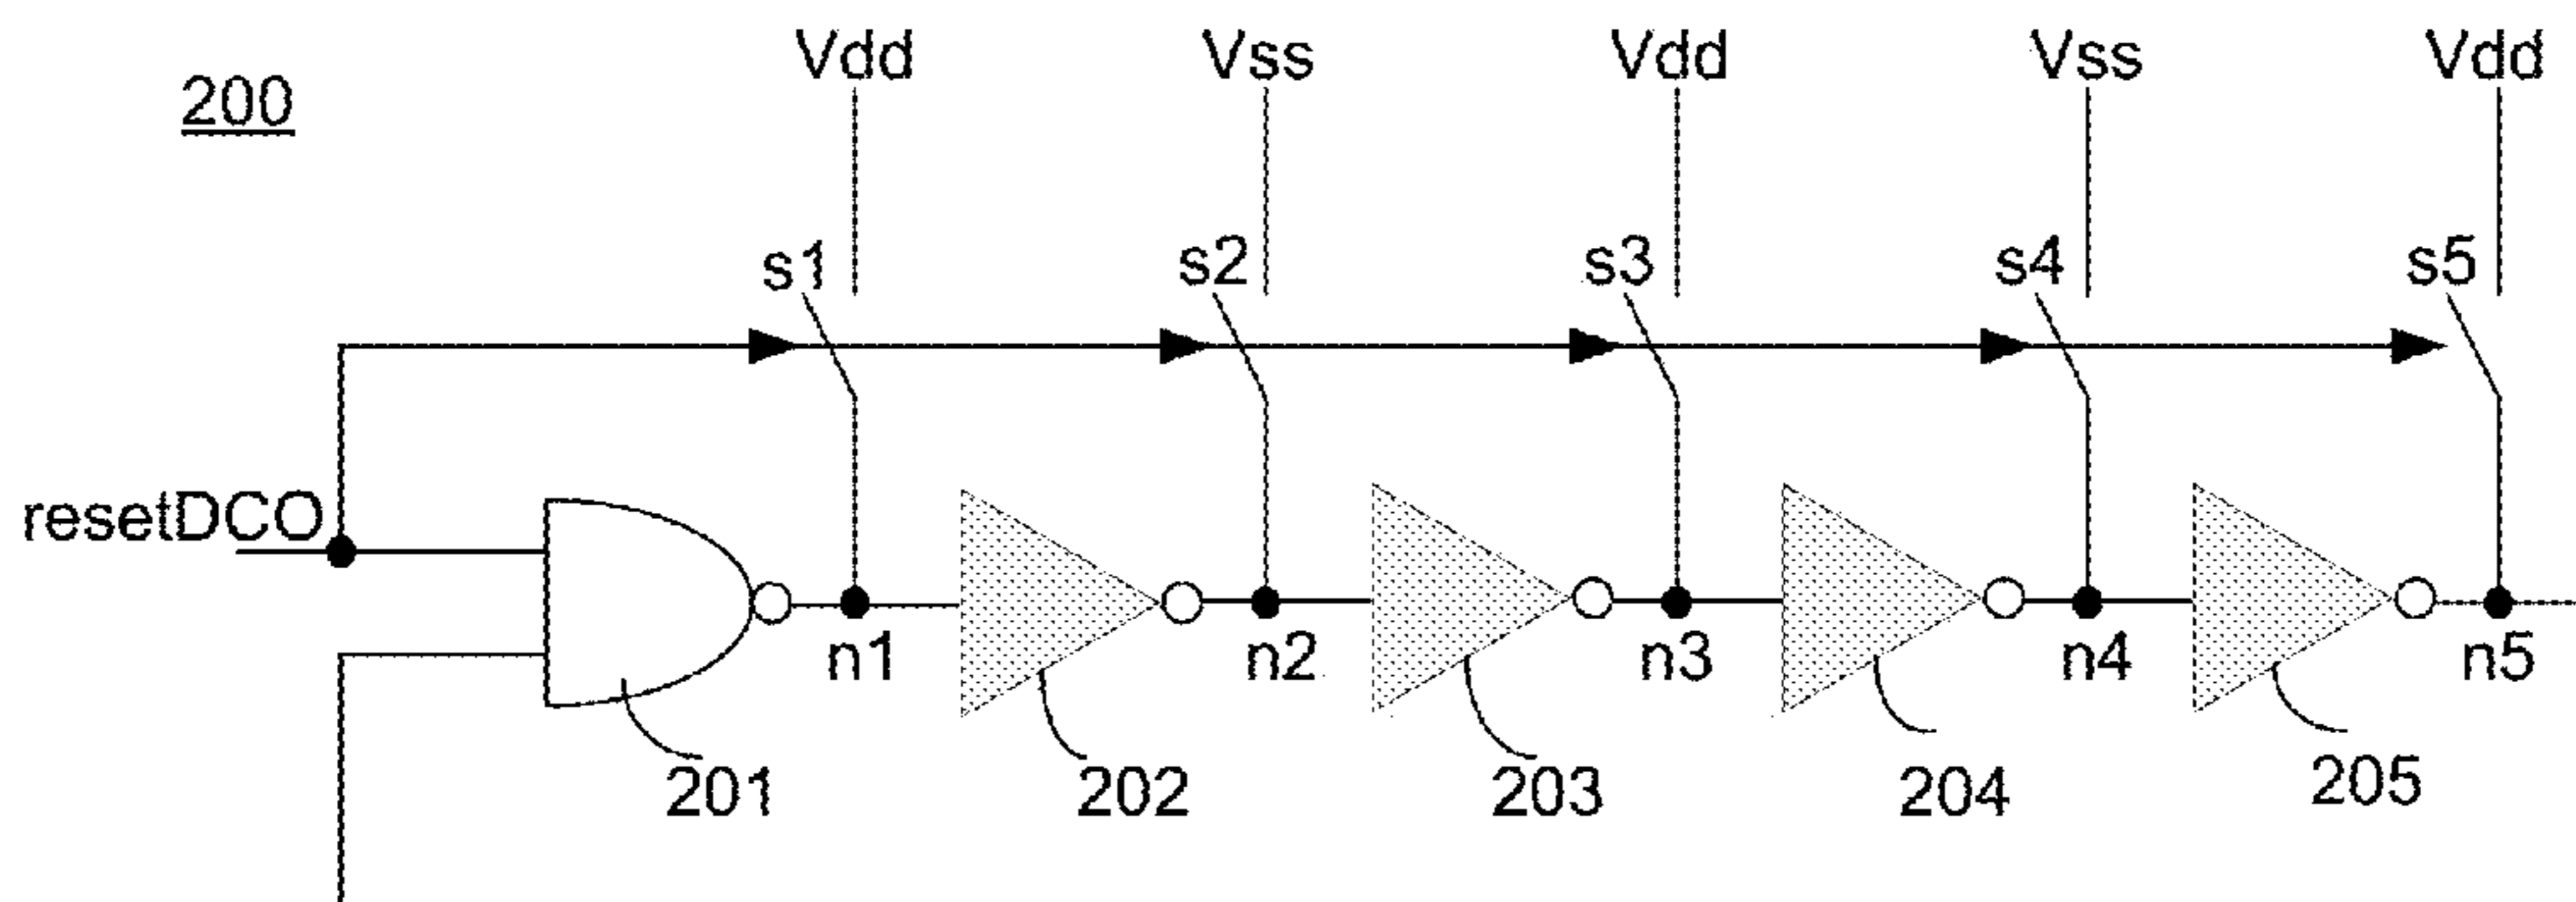 200
Vdd Vss Vdd Vss Vdd
s1 s2 s3 s4 s5
resetDCO
n1 n2 n3 n4 n5
201 202 203 204 205